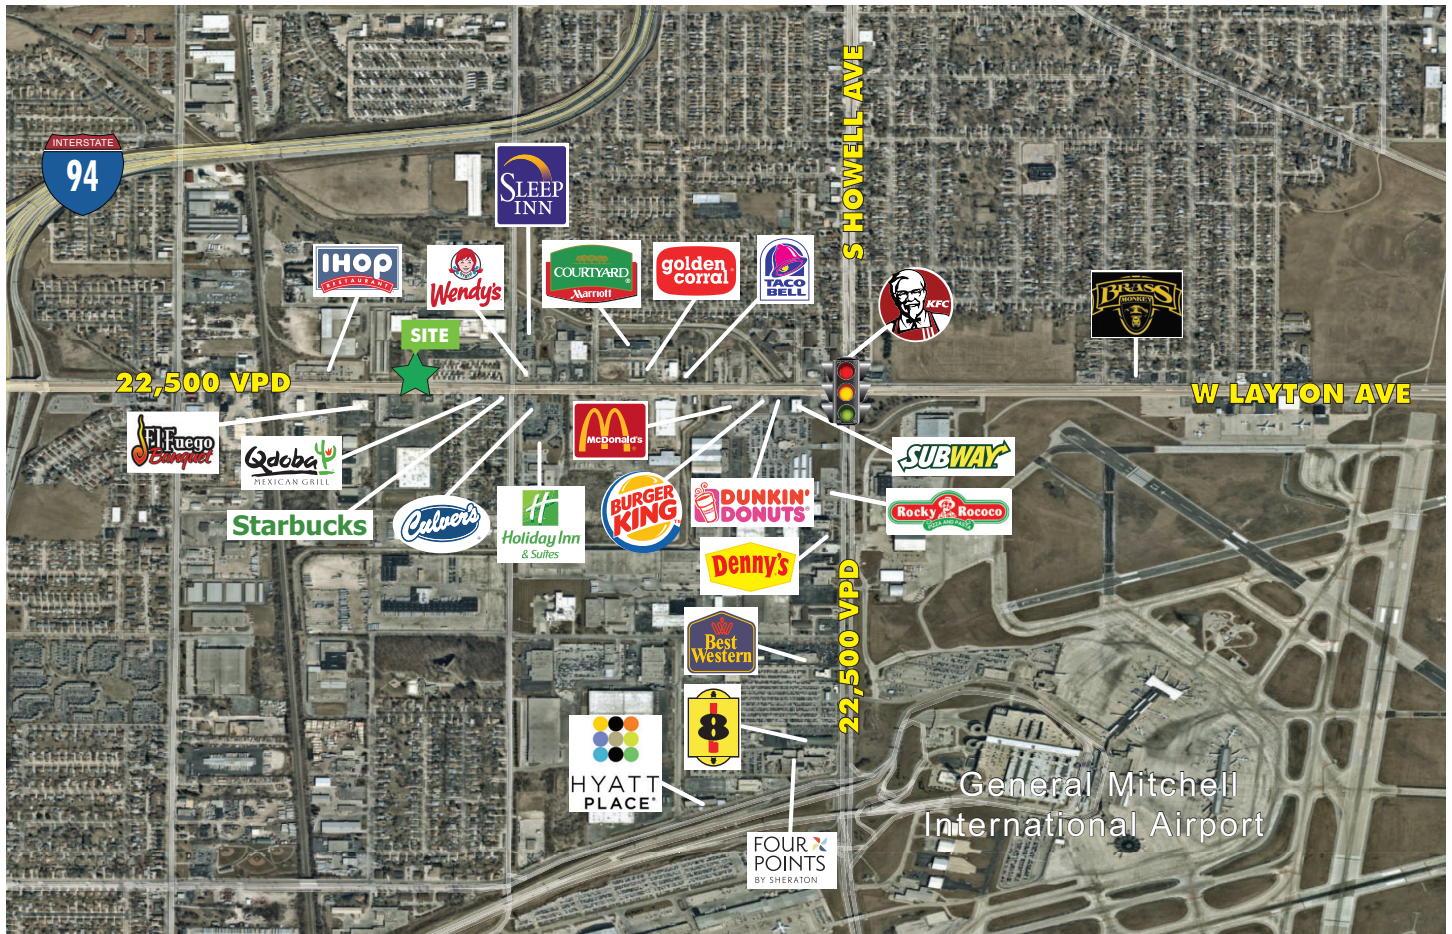 S HOWELL AVE
INTERSTATE
94
SLEEP
INN
IHOP
RESTAURANT
Wendy's
COURTYARD®
Marriott
golden
corral
TACO
BELL
KFC
BRASS
MONKEY
SITE
22,500 VPD
W LAYTON AVE
El Fuego
Banquet
Qdoba
MEXICAN GRILL
McDonald's
SUBWAY
Starbucks
Culver's
Holiday Inn
& Suites
BURGER
KING™
DUNKIN'
DONUTS
Rocky Rococo
PIZZA AND PASTA
Denny's
22,500 VPD
Best
Western
8
HYATT
PLACE®
General Mitchell
International Airport
FOUR
POINTS
BY SHERATON